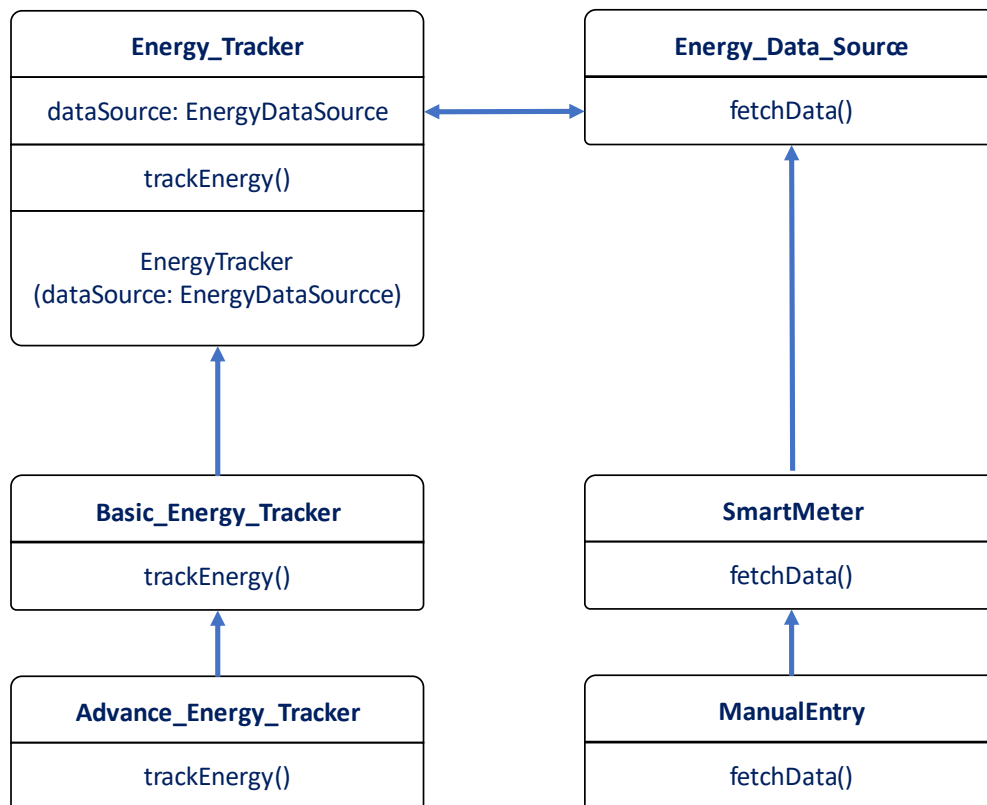 Energy_Tracker
dataSource: EnergyDataSource
trackEnergy()
EnergyTracker
(dataSource: EnergyDataSourcce)
Energy_Data_Source
fetchData()
Basic_Energy_Tracker
trackEnergy()
SmartMeter
fetchData()
Advance_Energy_Tracker
trackEnergy()
ManualEntry
fetchData()